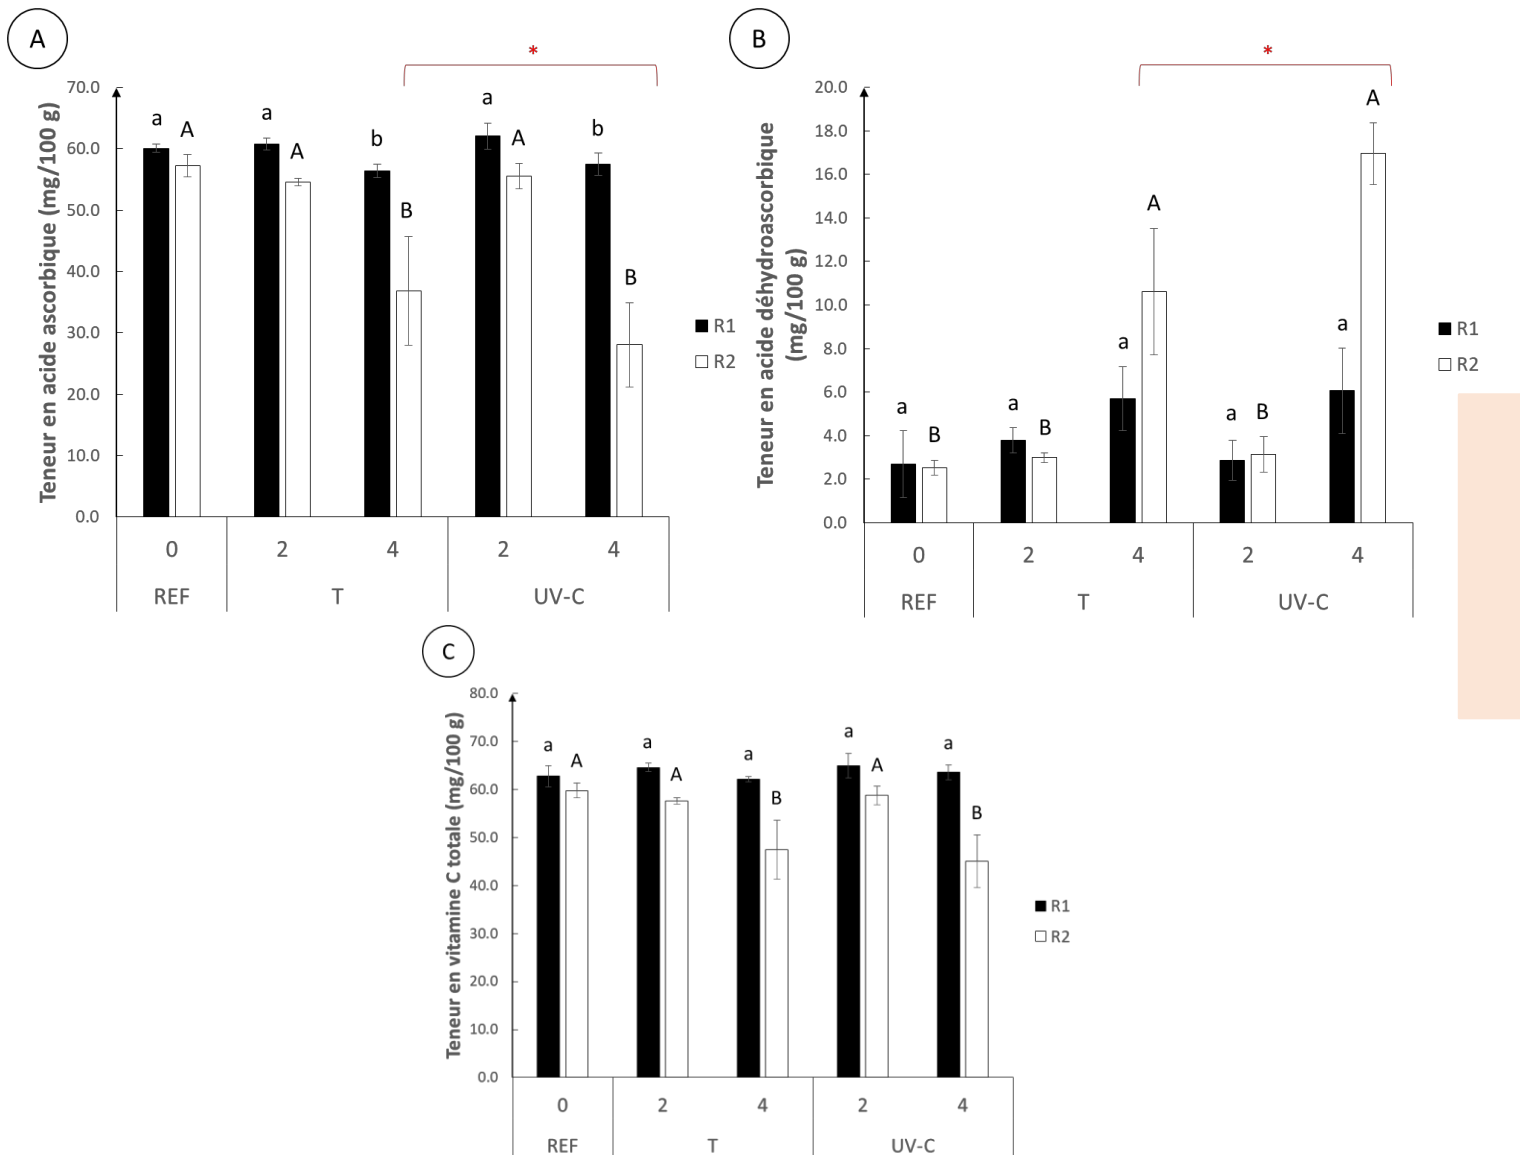 A
*
Teneur en acide ascorbique (mg/100 g)
70.0
60.0
50.0
40.0
30.0
20.0
10.0
0.0
a
A
a
A
b
B
a
A
b
B
R1
R2
0
2
4
2
4
REF
T
UV-C
B
*
Teneur en acide déhydroascorbique
(mg/100 g)
20.0
18.0
16.0
14.0
12.0
10.0
8.0
6.0
4.0
2.0
0.0
a
B
a
B
a
A
a
B
a
A
R1
R2
0
2
4
2
4
REF
T
UV-C
C
Teneur en vitamine C totale (mg/100 g)
80.0
70.0
60.0
50.0
40.0
30.0
20.0
10.0
0.0
a
A
a
A
a
B
a
A
a
B
R1
R2
0
2
4
2
4
REF
T
UV-C